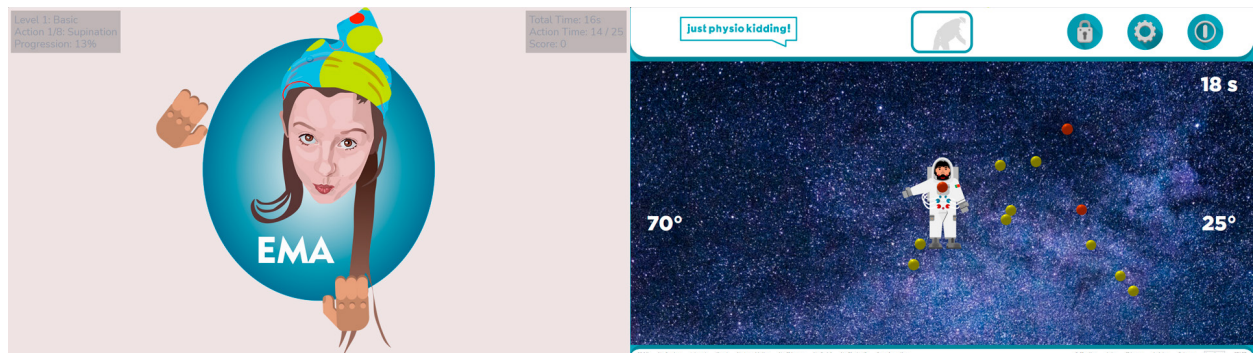 Level 1: Basic
Action 1/8: Supination
Progression: 13%
Total Time: 16s
Action Time: 14 / 25
Score: 0
EMA
just physio kidding!
18 s
70°
25°